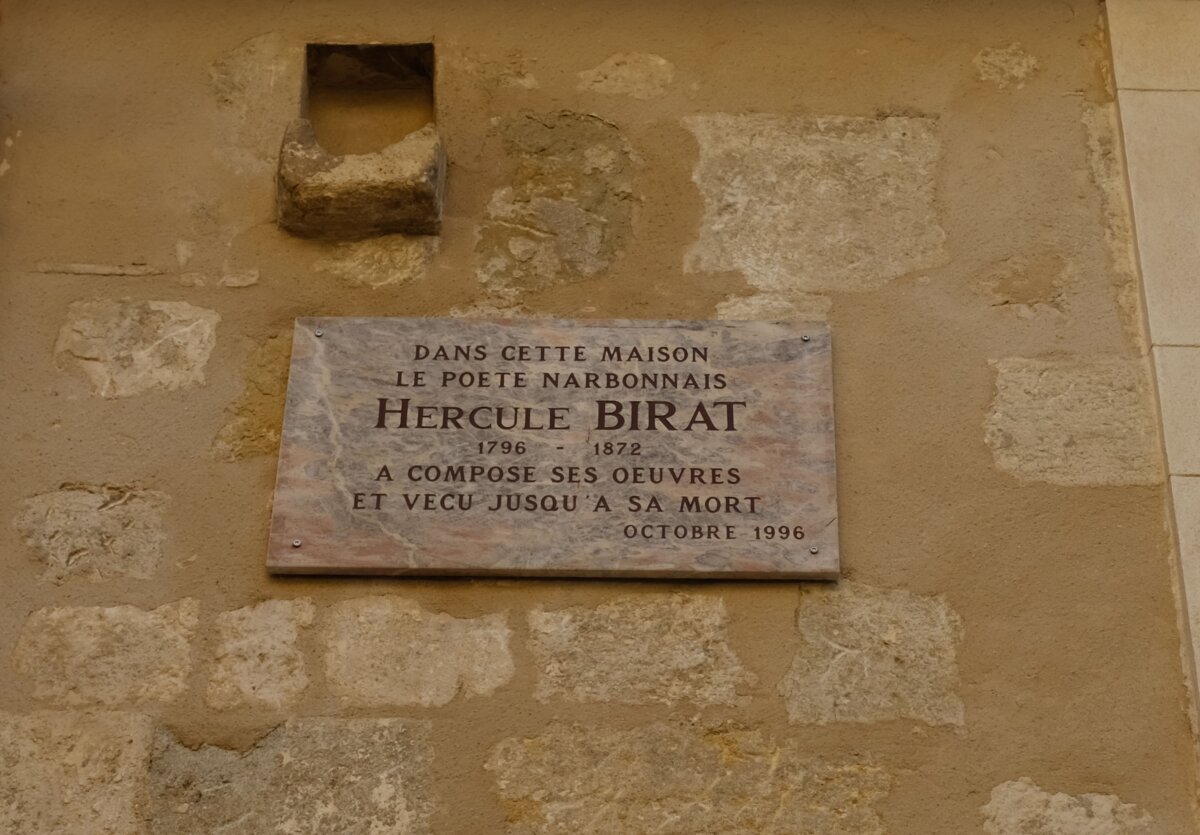 DANS CETTE MAISON
LE POETE NARBONNAIS
HERCULE BIRAT
1796 - 1872
A COMPOSE SES OEUVRES
ET VECU JUSQU'A SA MORT
OCTOBRE 1996